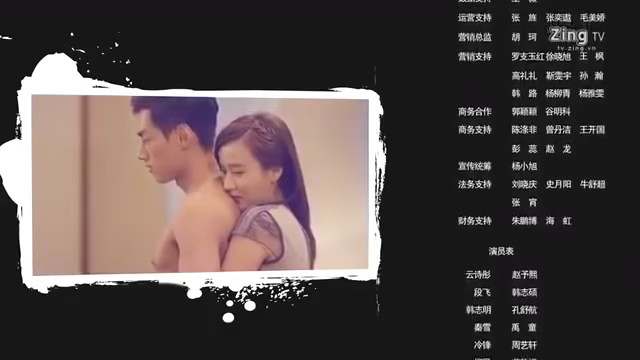 运营支持 张 旌 张奕遨 毛美娇
Zing TV
tv.zing.vn
营销总监 胡 珂
营销支持 罗支玉红 徐晓旭 王 枫
高礼礼 靳雯宇 孙 瀚
韩 路 杨柳青 杨雅雯
商务合作 郭颖颖 谷明科
商务支持 陈涤非 曾丹洁 王开国
彭 蕊 赵 龙
宣传统筹 杨小旭
法务支持 刘晓庆 史月阳 牛舒超
张 宵
财务支持 朱鹏博 海 虹
演员表
云诗彤 赵予熙
段飞 韩志硕
韩志明 孔舒航
秦雪 禹 童
冷锋 周艺轩